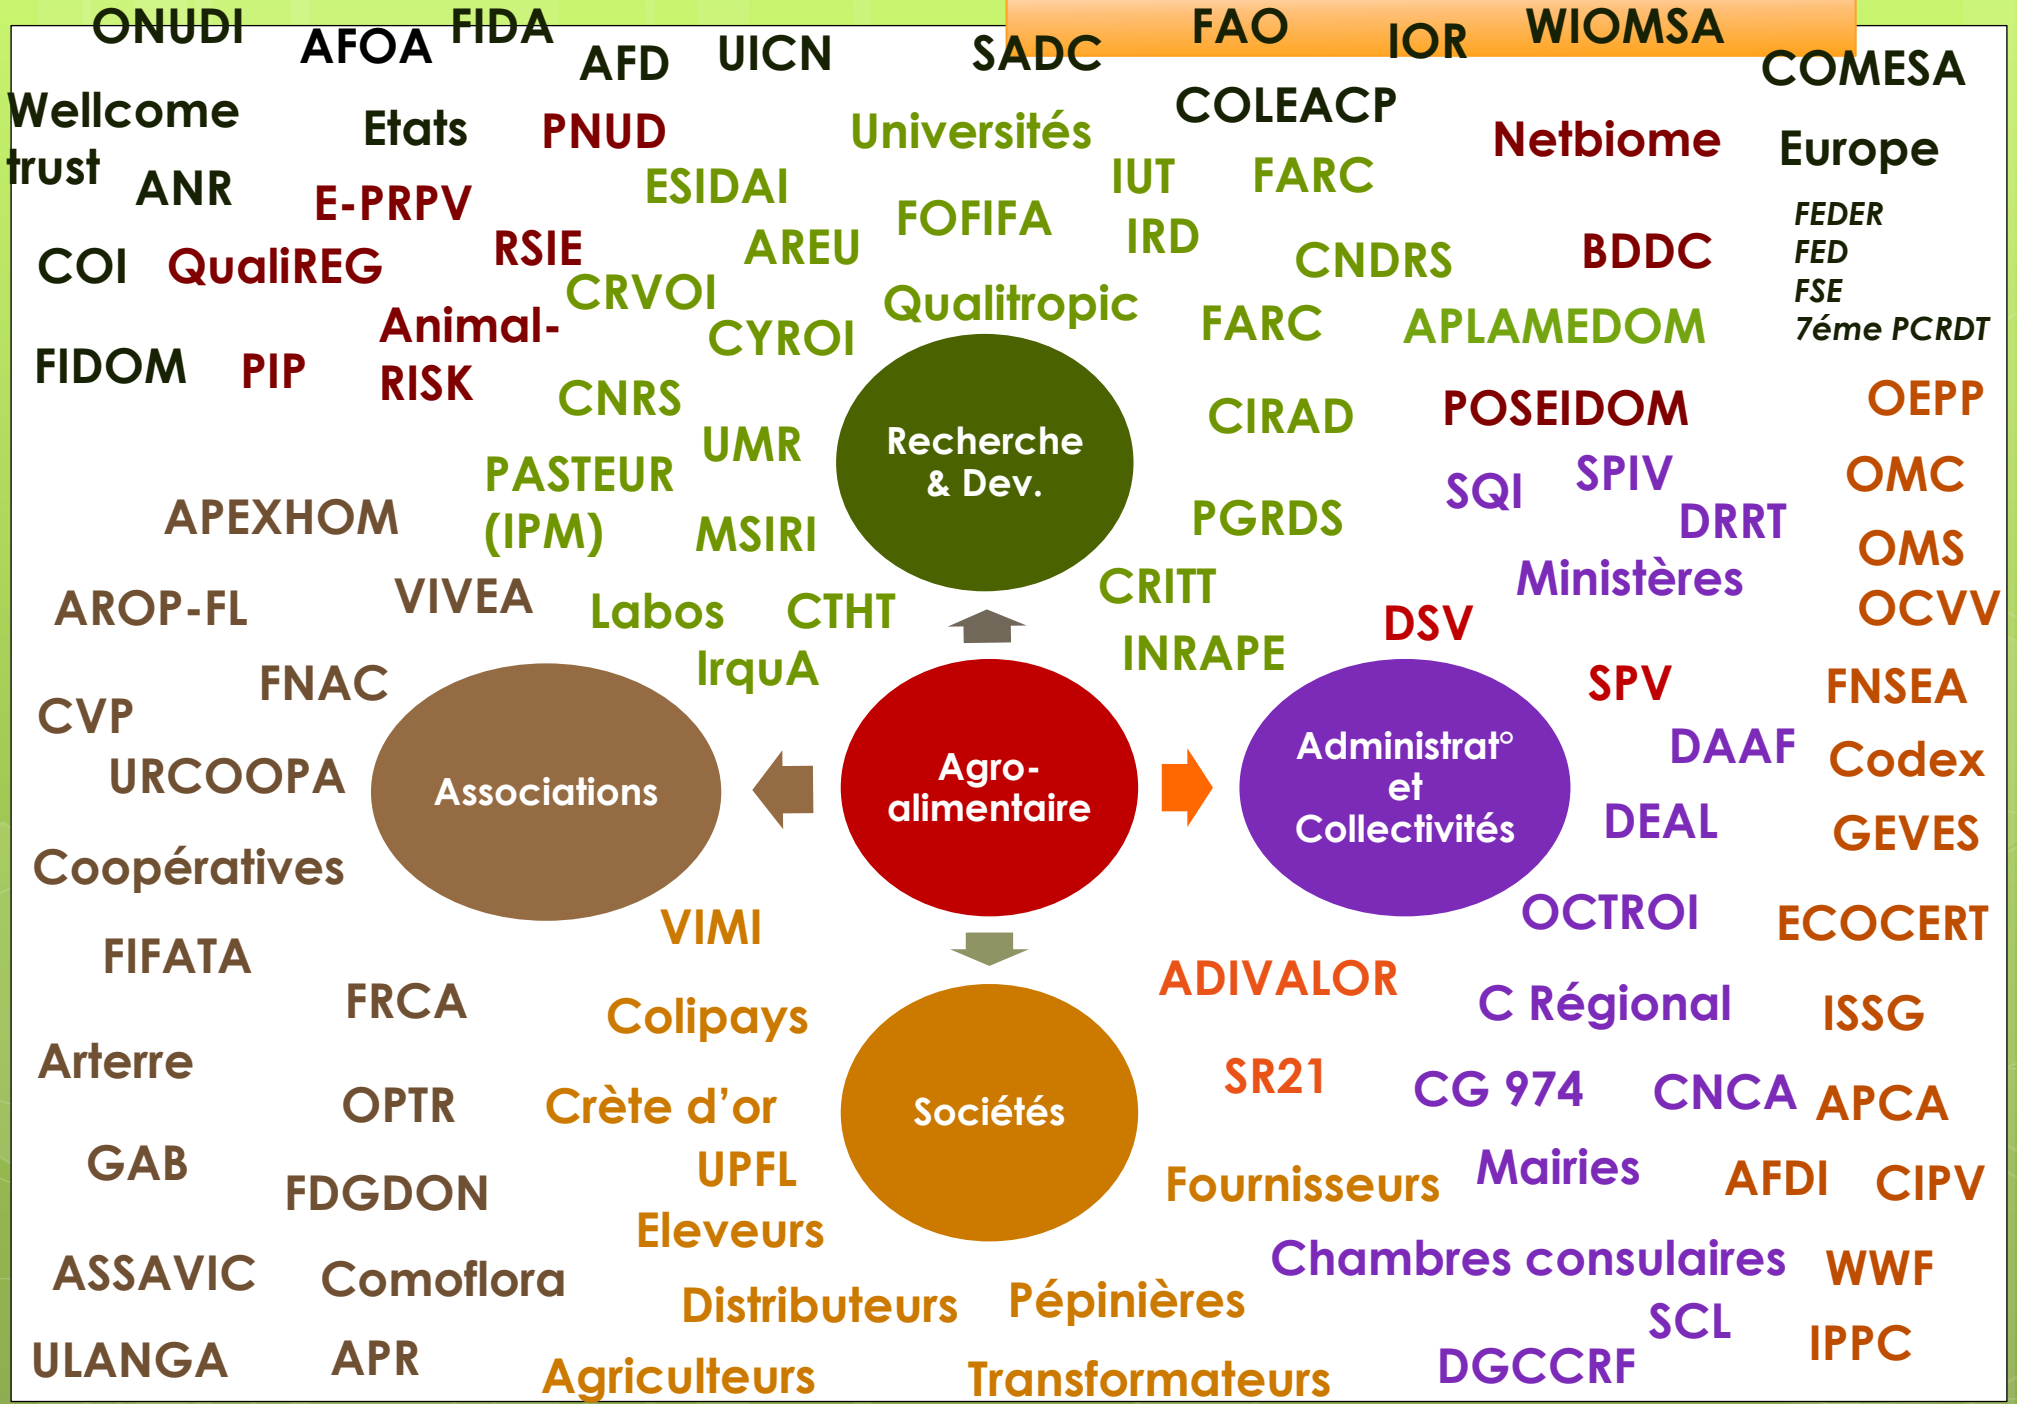 ONUDI
AFOA
FIDA
AFD
UICN
SADC
FAO
IOR
WIOMSA
COMESA
Wellcome
trust
Etats
PNUD
Universités
COLEACP
Netbiome
Europe
ANR
E-PRPV
ESIDAI
IUT
FARC
FEDER
FED
FSE
7éme PCRDT
COI
QualiREG
RSIE
AREU
FOFIFA
IRD
CNDRS
BDDC
CRVOI
Qualitropic
Animal-
RISK
CYROI
FARC
APLAMEDOM
FIDOM
PIP
CNRS
UMR
Recherche
& Dev.
CIRAD
POSEIDOM
OEPP
PASTEUR
(IPM)
SQI
SPIV
OMC
APEXHOM
MSIRI
PGRDS
DRRT
OMS
AROP-FL
VIVEA
Labos
CTHT
CRITT
Ministères
OCVV
DSV
IrquA
INRAPE
FNAC
SPV
FNSEA
CVP
URCOOPA
Associations
Agro-
alimentaire
Administrat°
et
Collectivités
DAAF
Codex
DEAL
GEVES
Coopératives
VIMI
OCTROI
ECOCERT
FIFATA
FRCA
Colipays
ADIVALOR
C Régional
ISSG
Arterre
OPTR
Crète d’or
Sociétés
SR21
CG 974
CNCA
APCA
GAB
FDGDON
UPFL
Fournisseurs
Mairies
AFDI
CIPV
Eleveurs
ASSAVIC
Comoflora
Distributeurs
Pépinières
Chambres consulaires
WWF
SCL
ULANGA
APR
Agriculteurs
Transformateurs
DGCCRF
IPPC